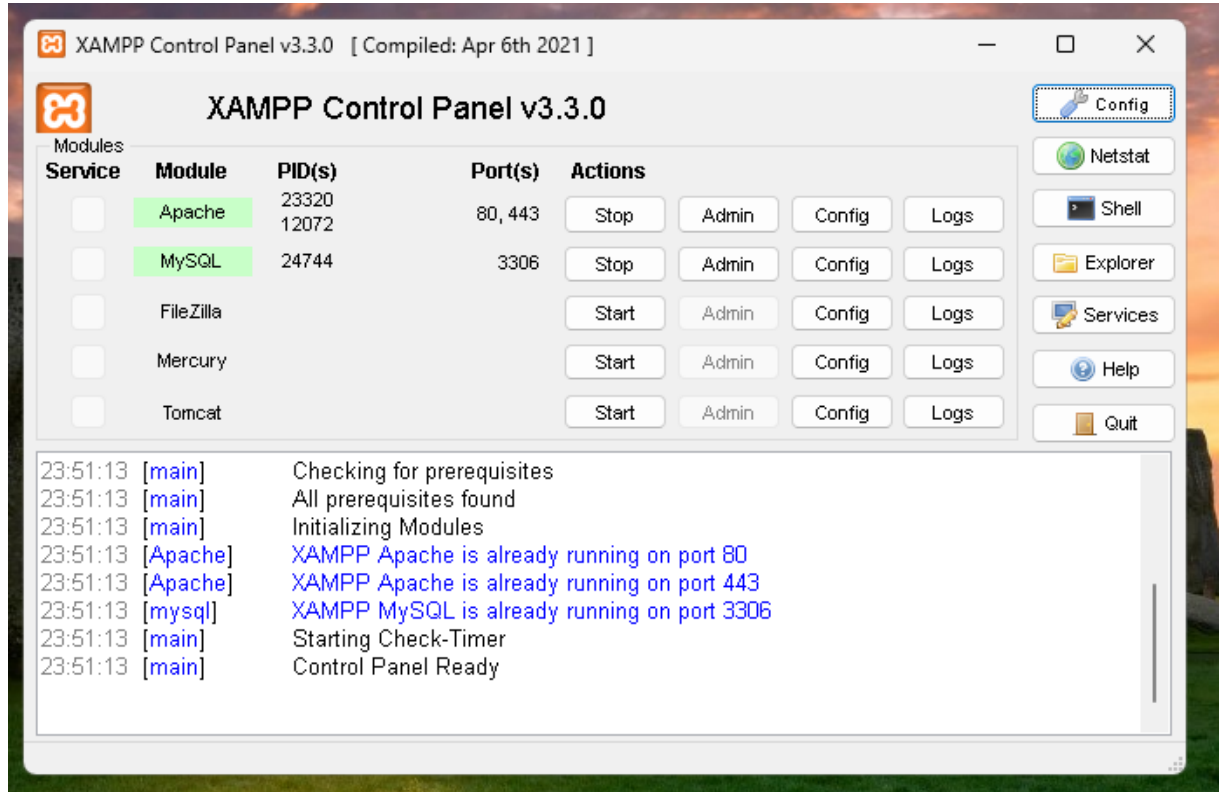 XAMPP Control Panel v3.3.0 [ Compiled: Apr 6th 2021 ]
XAMPP Control Panel v3.3.0
Config
Modules
Service Module PID(s) Port(s) Actions
Netstat
Apache 23320 12072 80, 443 Stop Admin Config Logs
Shell
MySQL 24744 3306 Stop Admin Config Logs
Explorer
FileZilla Start Admin Config Logs
Services
Mercury Start Admin Config Logs
Help
Tomcat Start Admin Config Logs
Quit
23:51:13 [main] Checking for prerequisites
23:51:13 [main] All prerequisites found
23:51:13 [main] Initializing Modules
23:51:13 [Apache] XAMPP Apache is already running on port 80
23:51:13 [Apache] XAMPP Apache is already running on port 443
23:51:13 [mysql] XAMPP MySQL is already running on port 3306
23:51:13 [main] Starting Check-Timer
23:51:13 [main] Control Panel Ready